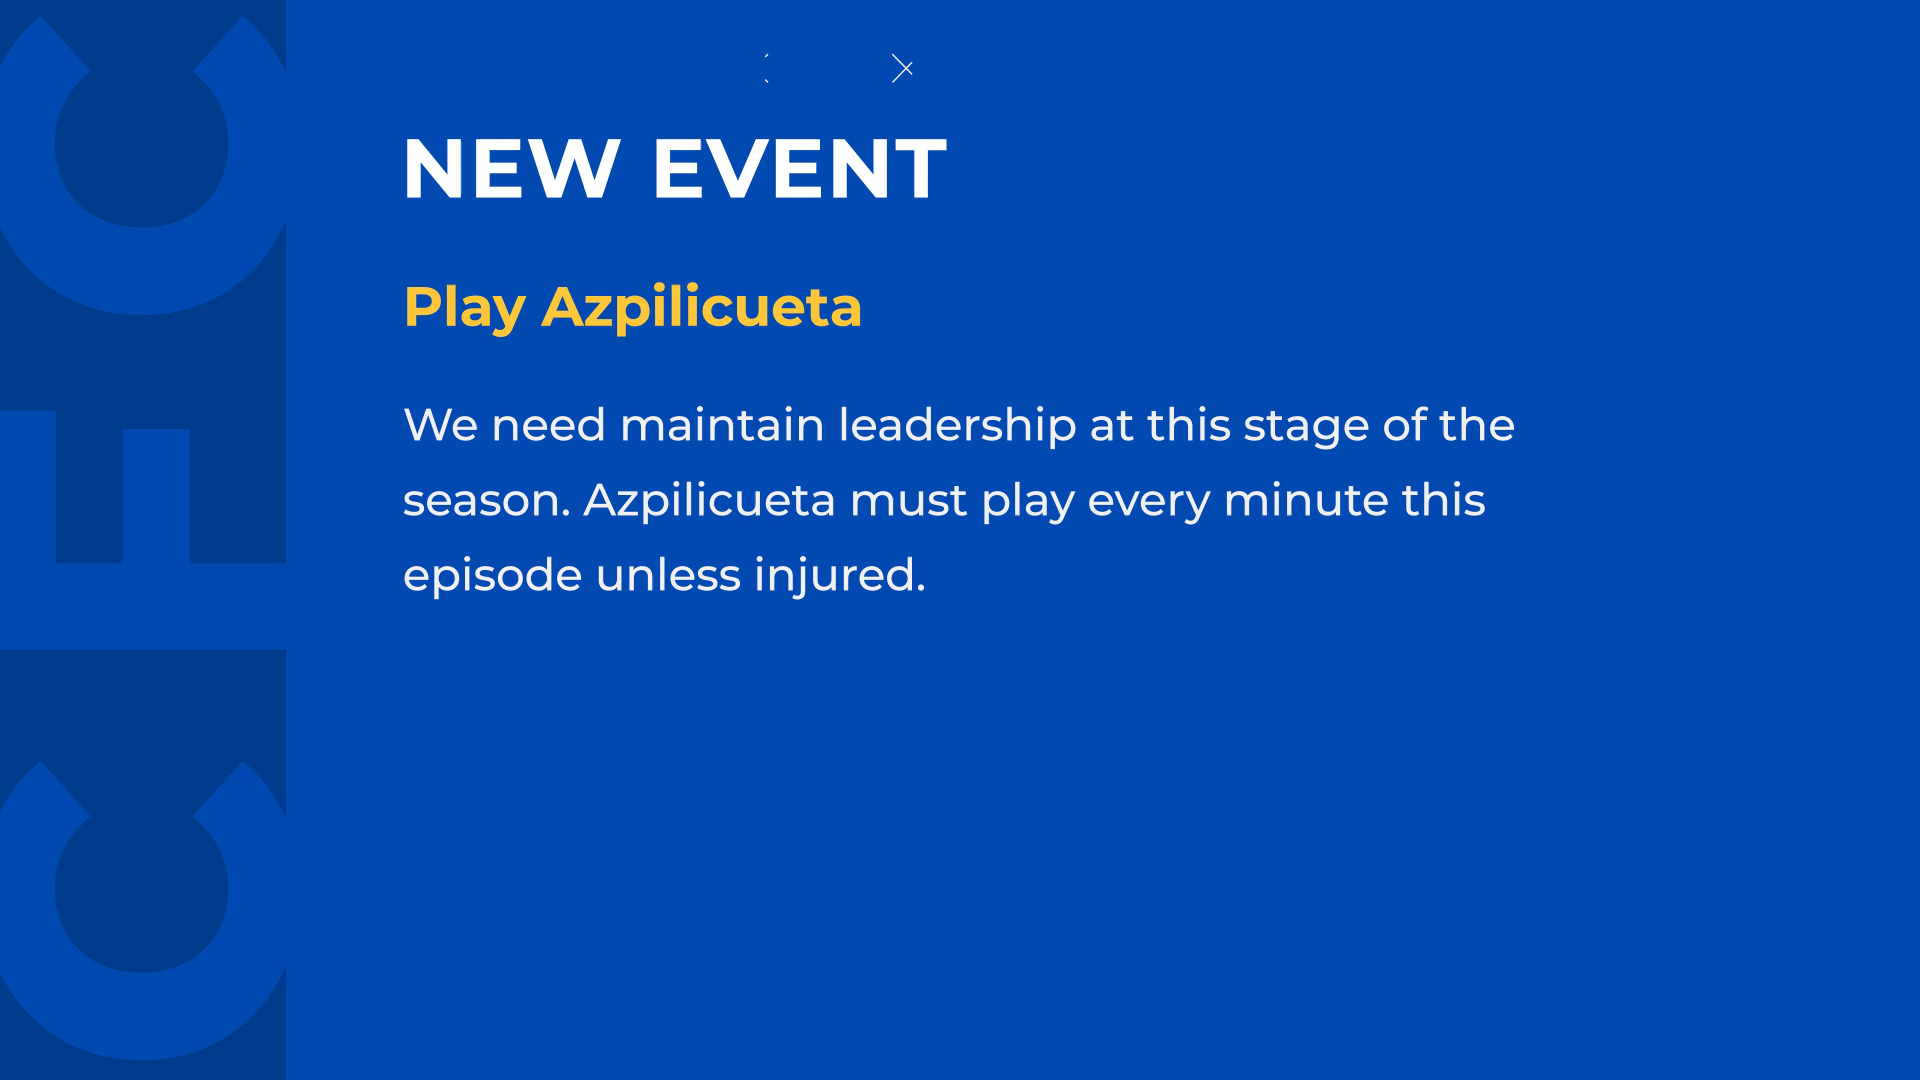 NEW EVENT
Play Azpilicueta
We need maintain leadership at this stage of the
season. Azpilicueta must play every minute this
episode unless injured.
CFC